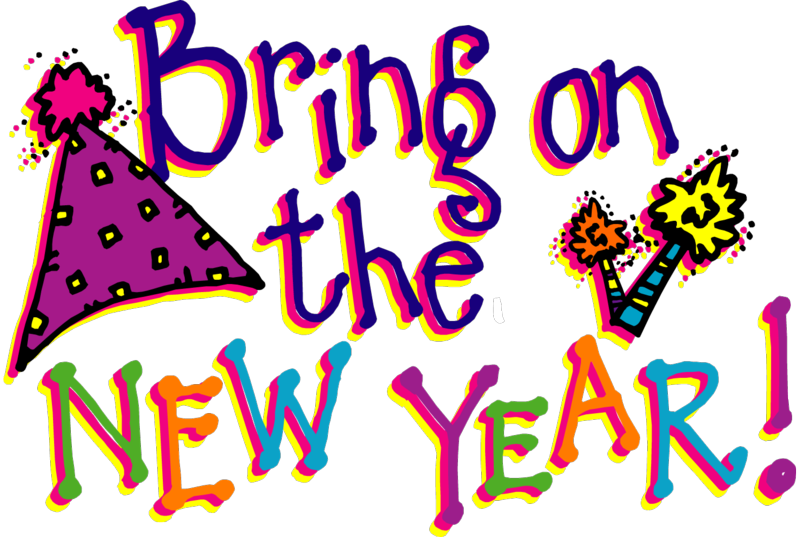 Bring on
the
NEW YEAR!